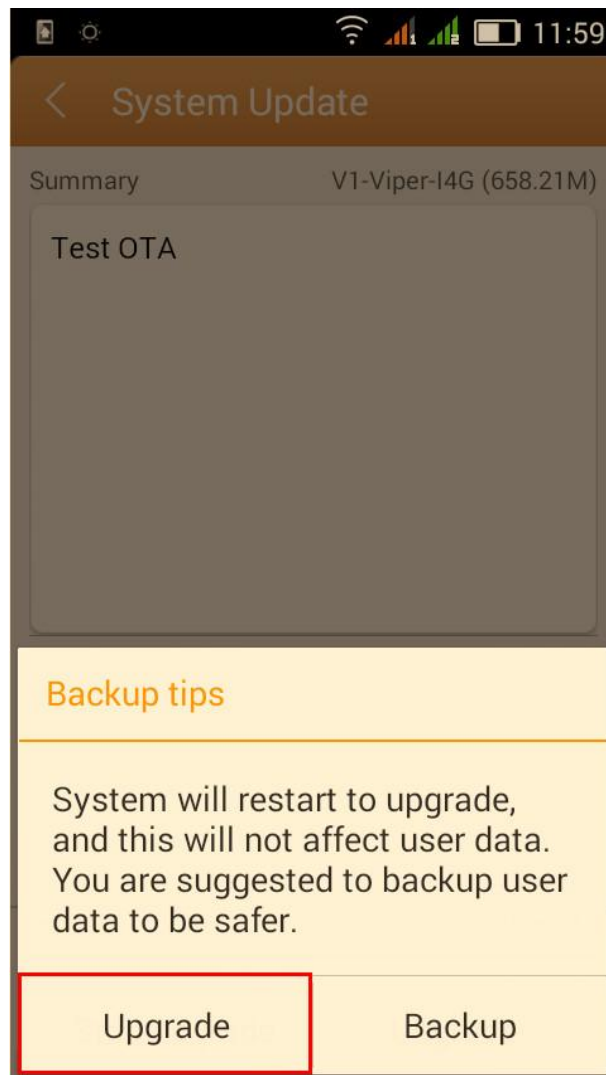 11:59
System Update
Summary V1-Viper-I4G (658.21M)
Test OTA
Backup tips
System will restart to upgrade,
and this will not affect user data.
You are suggested to backup user
data to be safer.
Upgrade Backup